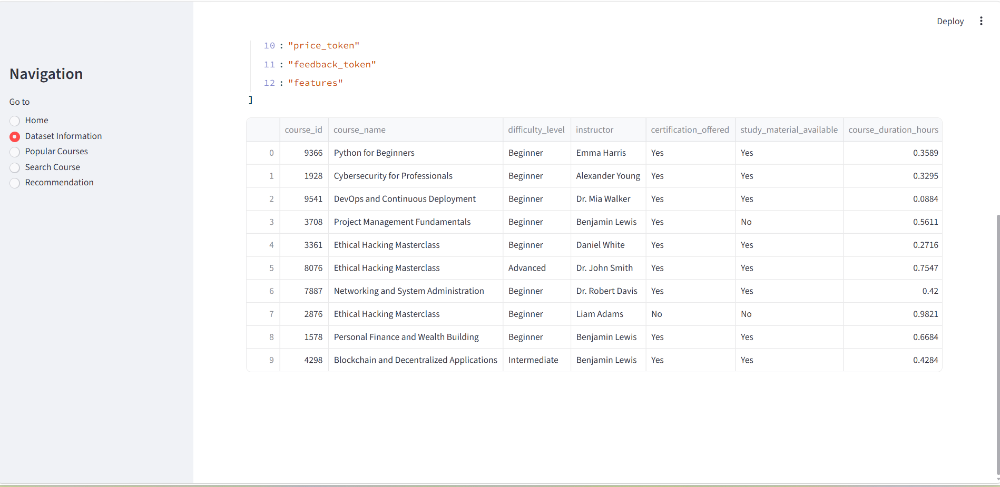 Deploy
Navigation
Go to
Home
Dataset Information
Popular Courses
Search Course
Recommendation
10 : "price_token"
11 : "feedback_token"
12 : "features"
]
course_id course_name difficulty_level instructor certification_offered study_material_available course_duration_hours
0 9366 Python for Beginners Beginner Emma Harris Yes Yes 0.3589
1 1928 Cybersecurity for Professionals Beginner Alexander Young Yes Yes 0.3295
2 9541 DevOps and Continuous Deployment Beginner Dr. Mia Walker Yes Yes 0.0884
3 3708 Project Management Fundamentals Beginner Benjamin Lewis Yes No 0.5611
4 3361 Ethical Hacking Masterclass Beginner Daniel White Yes Yes 0.2716
5 8076 Ethical Hacking Masterclass Advanced Dr. John Smith Yes Yes 0.7547
6 7887 Networking and System Administration Beginner Dr. Robert Davis Yes Yes 0.42
7 2876 Ethical Hacking Masterclass Beginner Liam Adams No No 0.9821
8 1578 Personal Finance and Wealth Building Beginner Benjamin Lewis Yes Yes 0.6684
9 4298 Blockchain and Decentralized Applications Intermediate Benjamin Lewis Yes Yes 0.4284